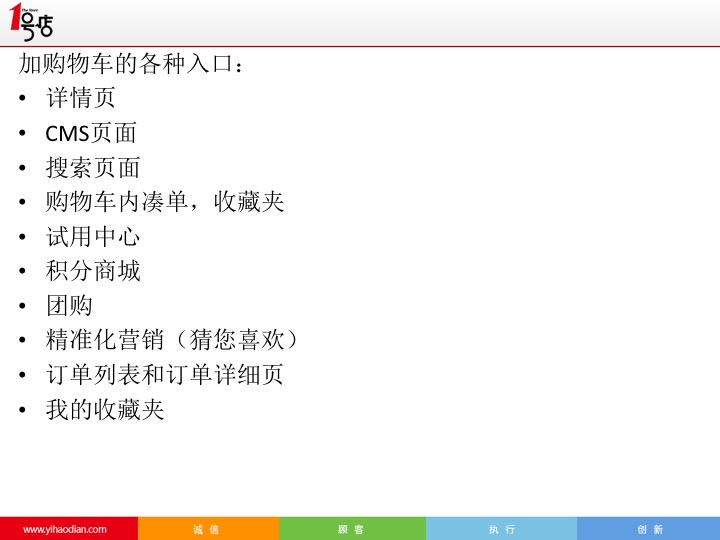 The Store
1号店
加购物车的各种入口：
• 详情页
• CMS页面
• 搜索页面
• 购物车内凑单，收藏夹
• 试用中心
• 积分商城
• 团购
• 精准化营销（猜您喜欢）
• 订单列表和订单详细页
• 我的收藏夹
www.yihaodian.com 诚 信 顾 客 执 行 创 新